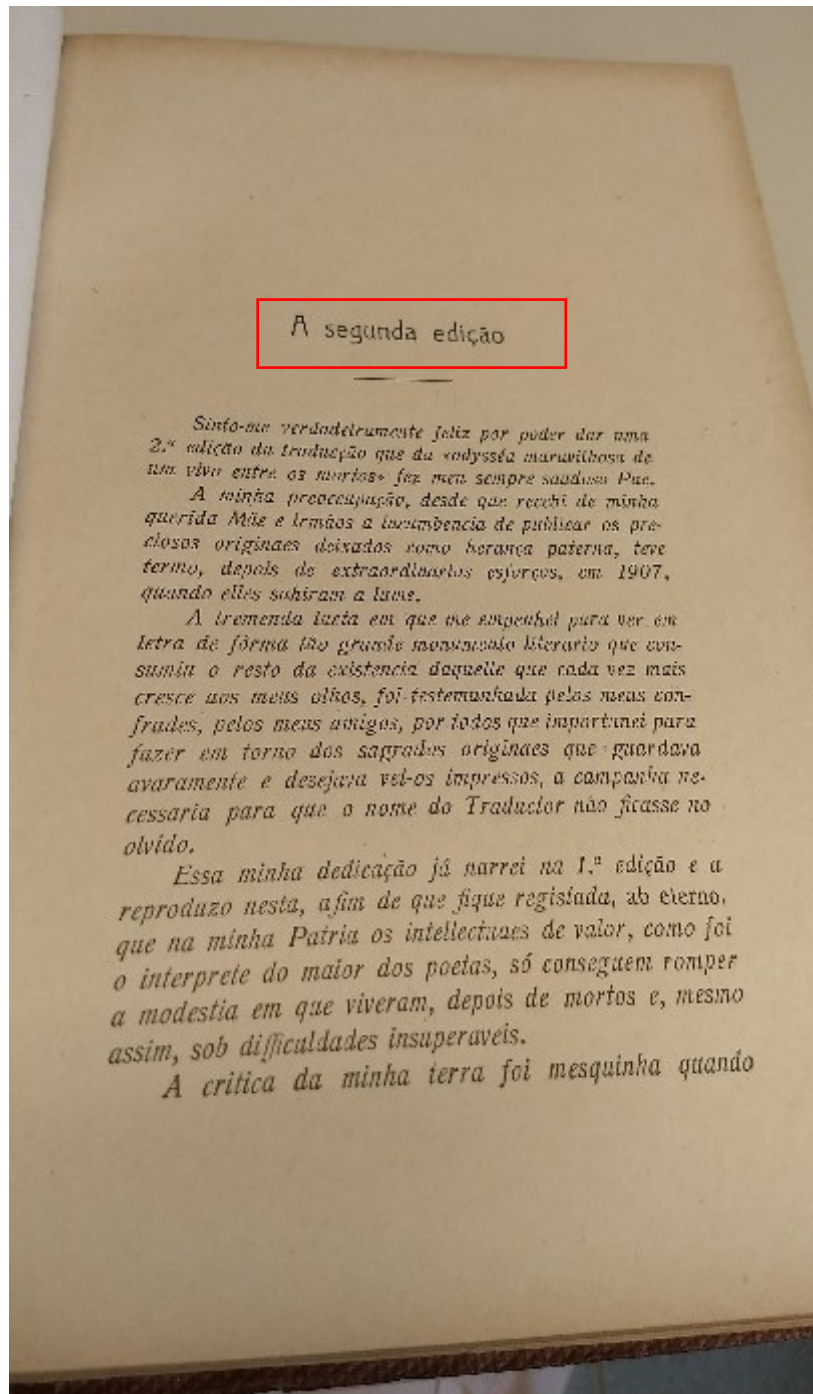 A segunda edição
Sinto-me verdadeiramente feliz por poder dar uma
2.ª edição da traducção que da «odysséa maravilhosa de
um vivo entre os mortos» fez meu sempre saudoso Pae.
A minha preoccupação, desde que recebi de minha
querida Mãe e Irmãos a incumbencia de publicar os pre-
ciosos originaes deixados como herança paterna, teve
termo, depois de extraordinarios esforços, em 1907,
quando elles sahiram a lume.
A tremenda lucta em que me empenhei para ver em
letra de fórma tão grande monumento literario que con-
sumiu o resto da existencia daquelle que cada vez mais
cresce aos meus olhos, foi testemunhada pelos meus con-
frades, pelos meus amigos, por todos que importunei para
fazer em torno dos sagrados originaes que guardava
avaramente e desejava vel-os impressos, a campanha ne-
cessaria para que o nome do Traductor não ficasse no
olvido.
Essa minha dedicação já narrei na 1.ª edição e a
reproduzo nesta, afim de que fique registada, ab eterno,
que na minha Patria os intellectuaes de valor, como foi
o interprete do maior dos poetas, só conseguem romper
a modestia em que viveram, depois de mortos e, mesmo
assim, sob difficuldades insuperaveis.
A critica da minha terra foi mesquinha quando